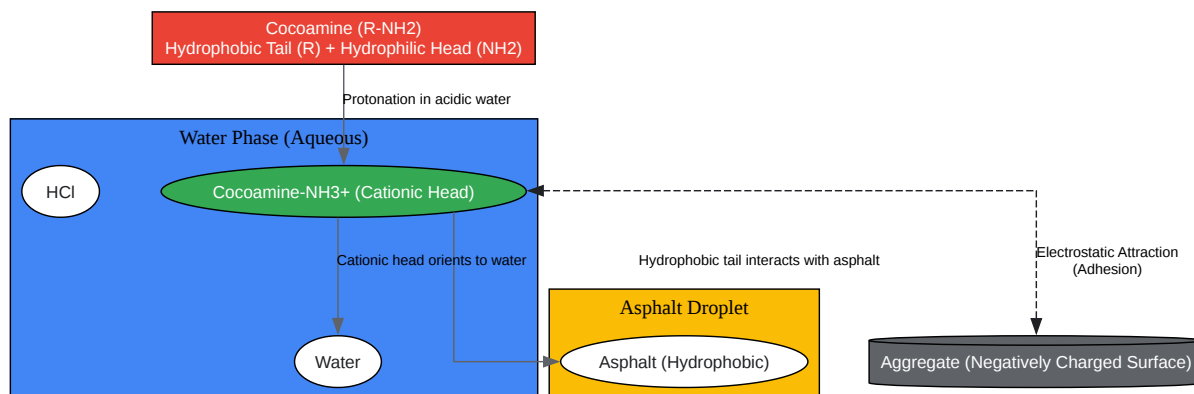 Cocoamine (R-NH2)
Hydrophobic Tail (R) + Hydrophilic Head (NH2)
Protonation in acidic water
Water Phase (Aqueous)
HCl
Cocoamine-NH3+ (Cationic Head)
Cationic head orients to water
Hydrophobic tail interacts with asphalt
Electrostatic Attraction
(Adhesion)
Asphalt Droplet
Water
Asphalt (Hydrophobic)
Aggregate (Negatively Charged Surface)